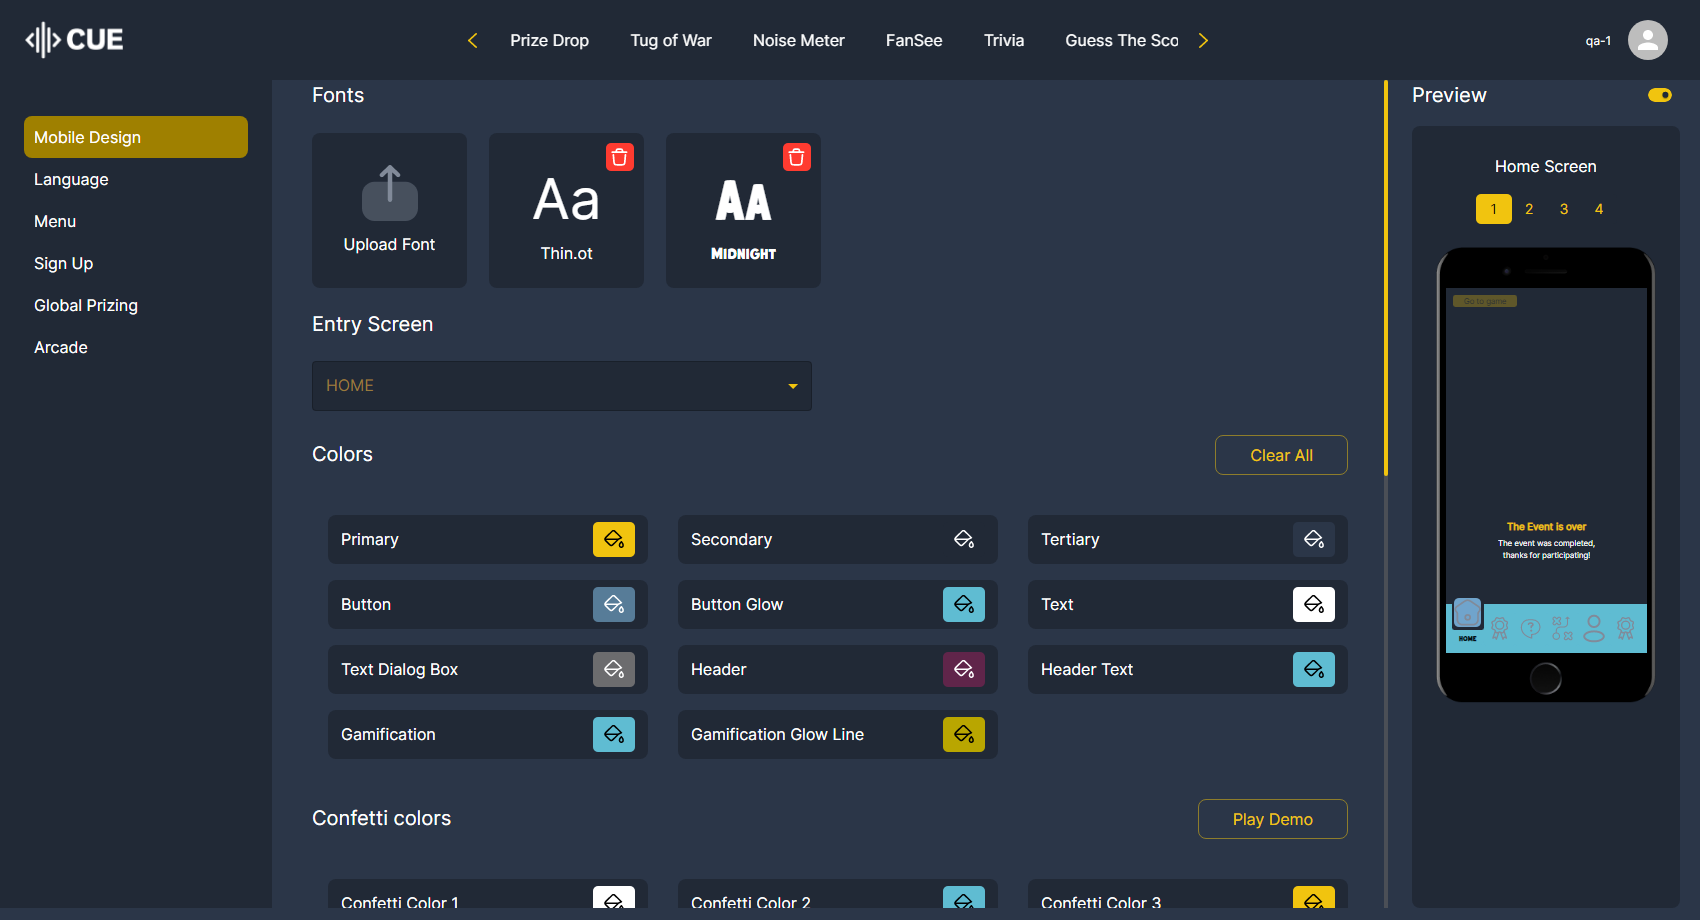 CUE
Prize Drop Tug of War Noise Meter FanSee Trivia Guess The Sco
qa-1
Mobile Design
Language
Menu
Sign Up
Global Prizing
Arcade
Fonts
Upload Font
Aa
Thin.ot
AA
MIDNIGHT
Entry Screen
HOME
Colors
Clear All
Primary
Secondary
Tertiary
Button
Button Glow
Text
Text Dialog Box
Header
Header Text
Gamification
Gamification Glow Line
Confetti colors
Play Demo
Confetti Color 1
Confetti Color 2
Confetti Color 3
Preview
Home Screen
1 2 3 4
Go to game
The Event is over
The event was completed,
thanks for participating!
HOME